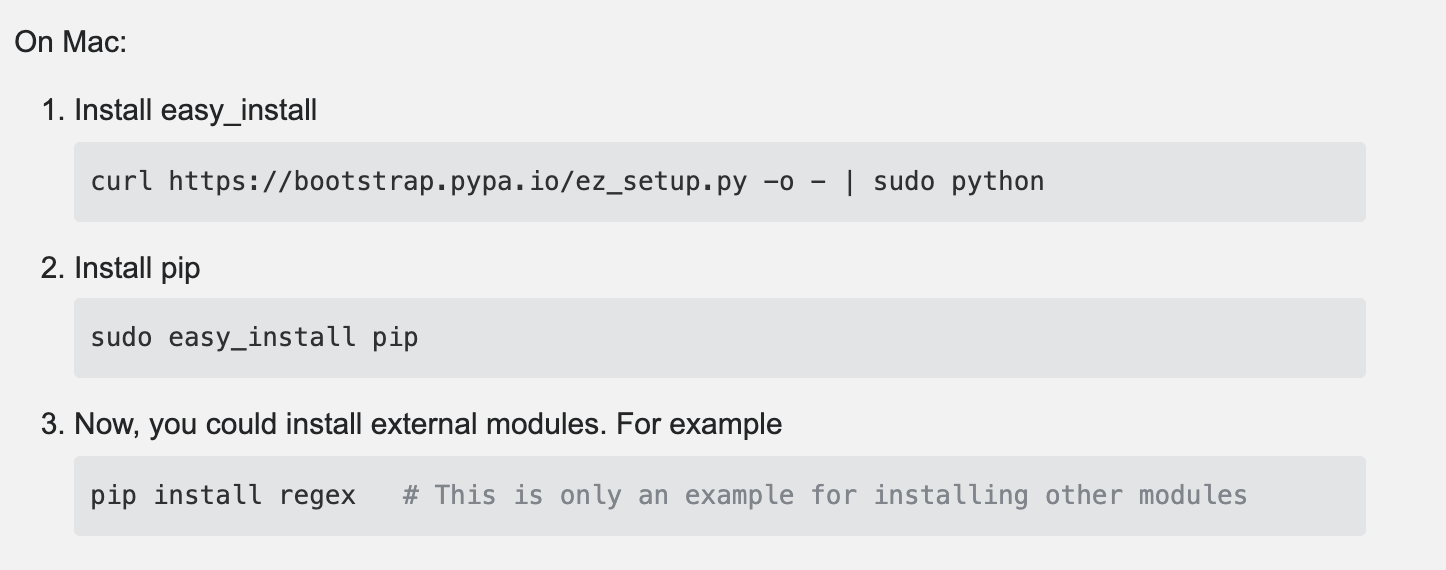 On Mac:
1. Install easy_install
curl https://bootstrap.pypa.io/ez_setup.py -o - | sudo python
2. Install pip
sudo easy_install pip
3. Now, you could install external modules. For example
pip install regex   # This is only an example for installing other modules